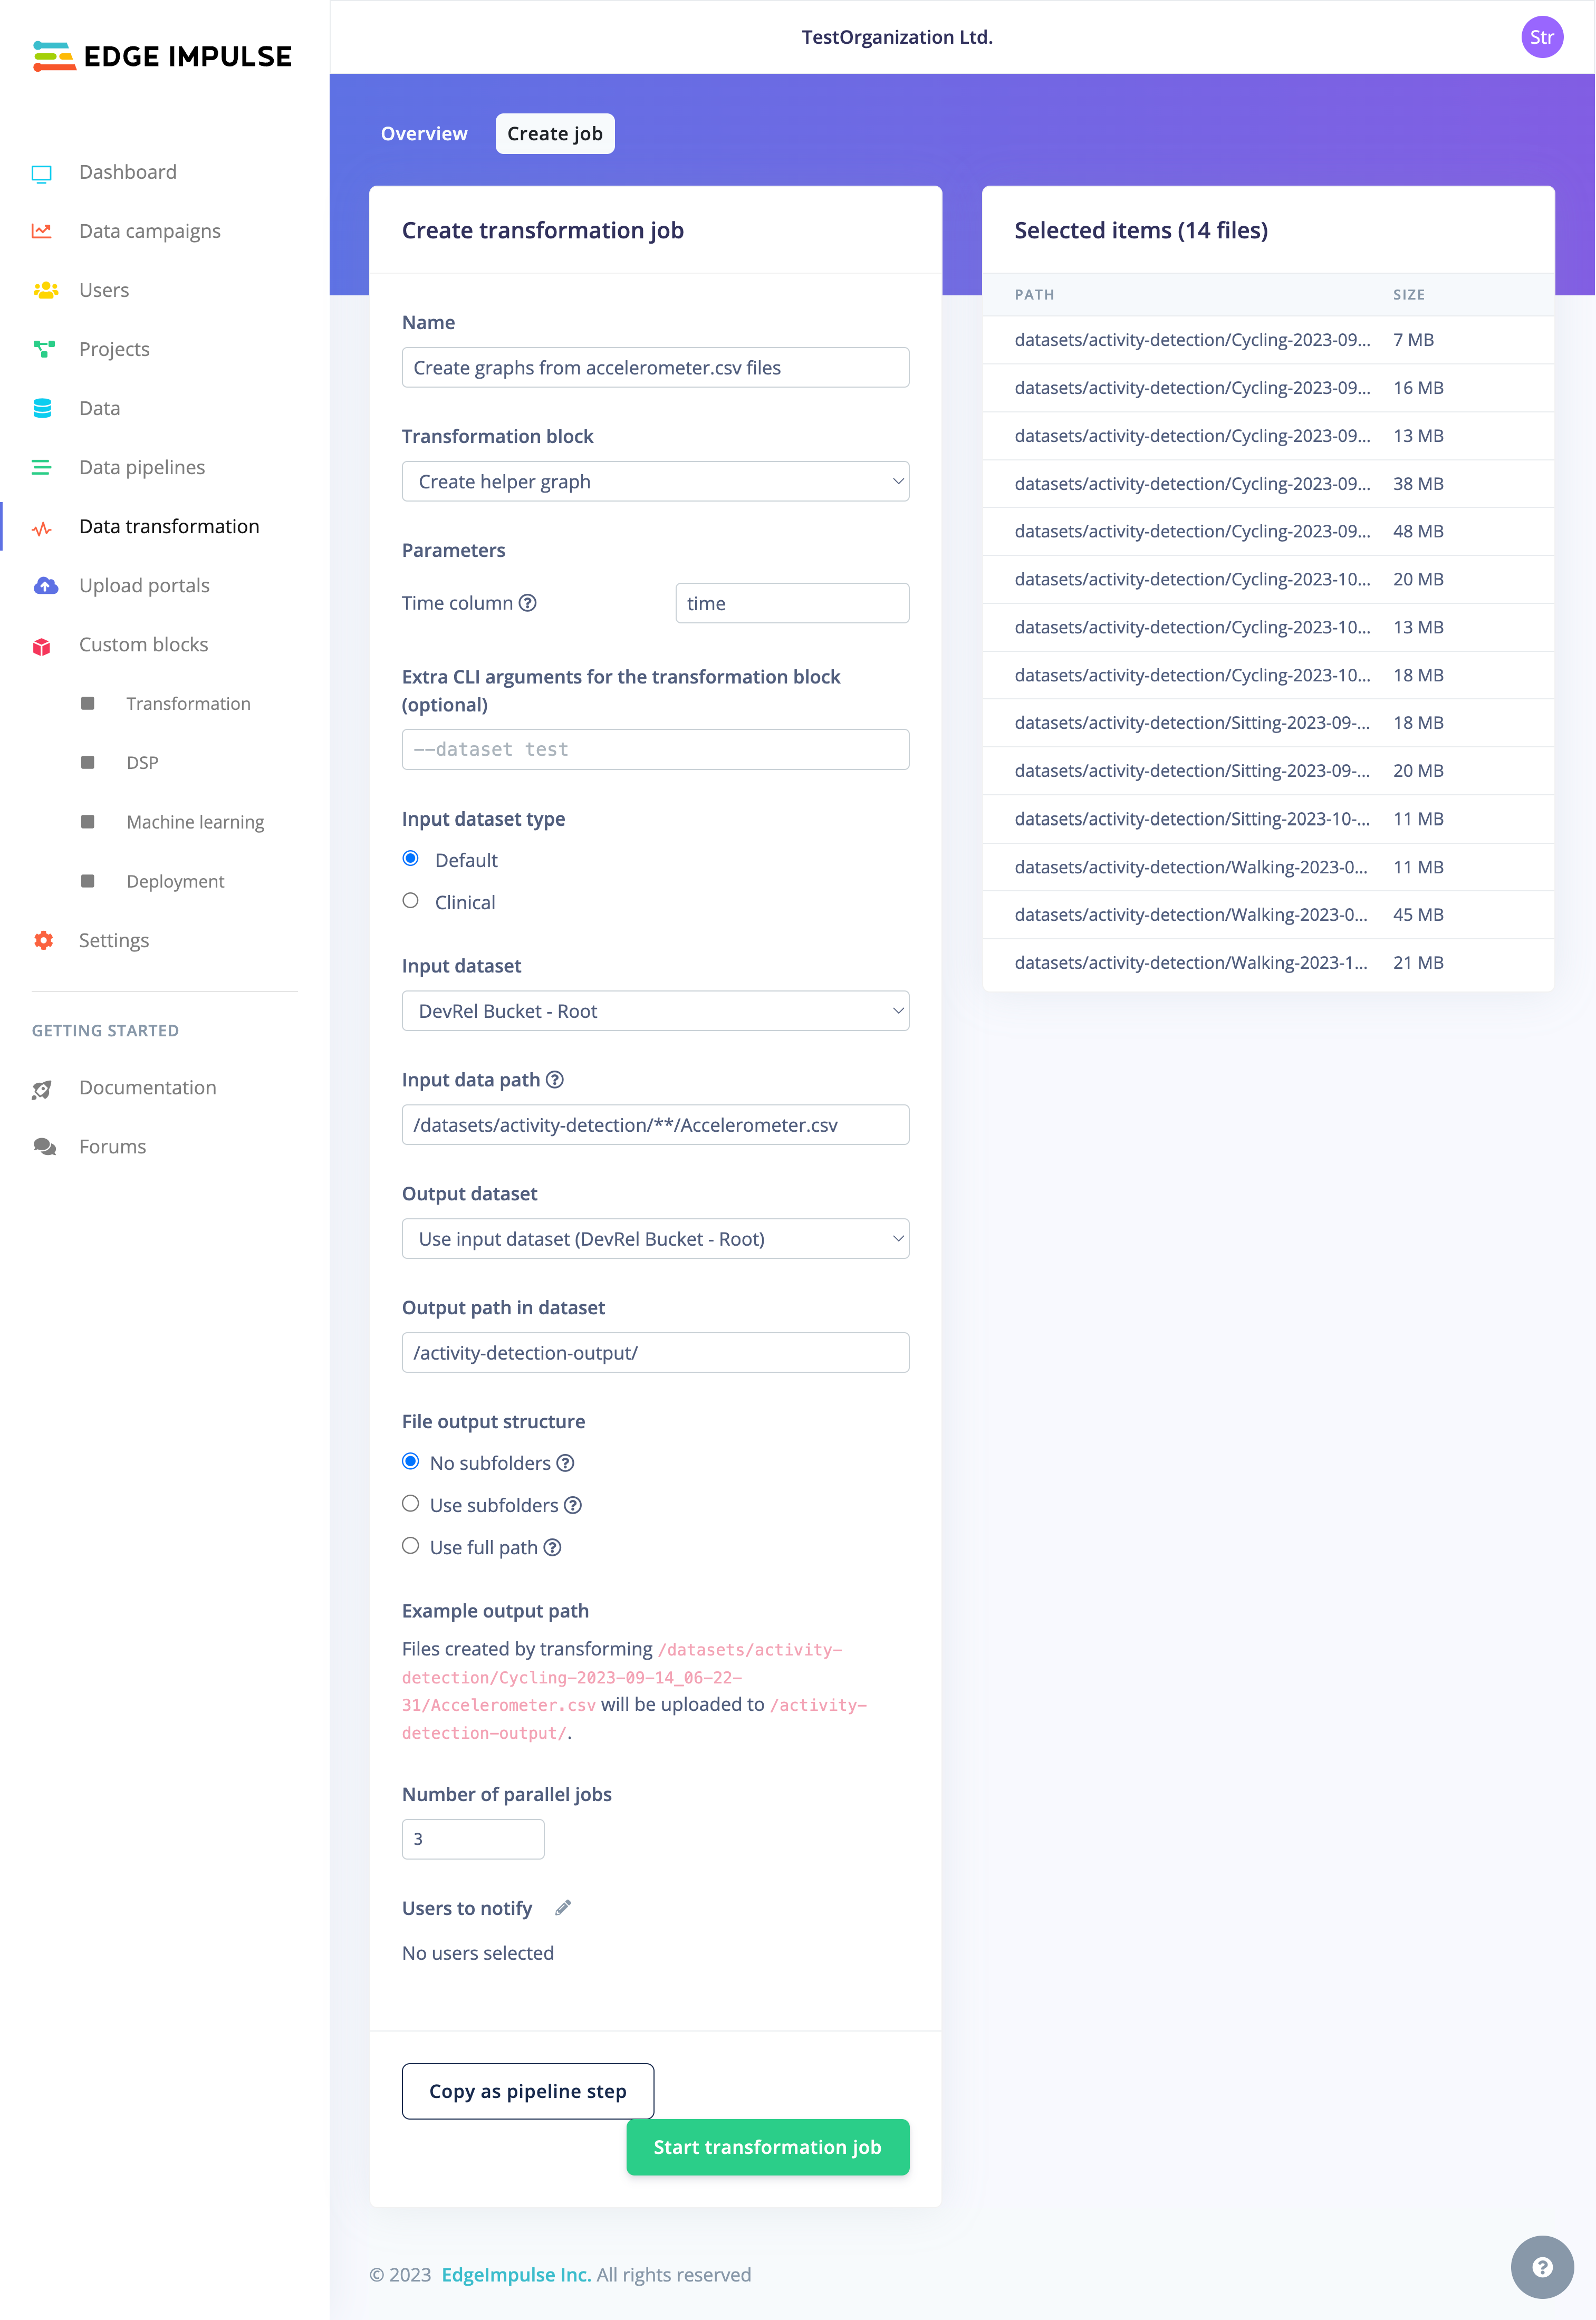 EDGE IMPULSE
Dashboard
Data campaigns
Users
Projects
Data
Data pipelines
Data transformation
Upload portals
Custom blocks
Transformation
DSP
Machine learning
Deployment
Settings
GETTING STARTED
Documentation
Forums
TestOrganization Ltd.
Str
Overview
Create job
Create transformation job
Name
Create graphs from accelerometer.csv files
Transformation block
Create helper graph
Parameters
Time column ?
time
Extra CLI arguments for the transformation block
(optional)
--dataset test
Input dataset type
Default
Clinical
Input dataset
DevRel Bucket - Root
Input data path ?
/datasets/activity-detection/**/Accelerometer.csv
Output dataset
Use input dataset (DevRel Bucket - Root)
Output path in dataset
/activity-detection-output/
File output structure
No subfolders ?
Use subfolders ?
Use full path ?
Example output path
Files created by transforming /datasets/activity-
detection/Cycling-2023-09-14_06-22-
31/Accelerometer.csv will be uploaded to /activity-
detection-output/.
Number of parallel jobs
3
Users to notify
No users selected
Copy as pipeline step
Start transformation job
Selected items (14 files)
PATH SIZE
datasets/activity-detection/Cycling-2023-09... 7 MB
datasets/activity-detection/Cycling-2023-09... 16 MB
datasets/activity-detection/Cycling-2023-09... 13 MB
datasets/activity-detection/Cycling-2023-09... 38 MB
datasets/activity-detection/Cycling-2023-09... 48 MB
datasets/activity-detection/Cycling-2023-10... 20 MB
datasets/activity-detection/Cycling-2023-10... 13 MB
datasets/activity-detection/Cycling-2023-10... 18 MB
datasets/activity-detection/Sitting-2023-09-... 18 MB
datasets/activity-detection/Sitting-2023-09-... 20 MB
datasets/activity-detection/Sitting-2023-10-... 11 MB
datasets/activity-detection/Walking-2023-0... 11 MB
datasets/activity-detection/Walking-2023-0... 45 MB
datasets/activity-detection/Walking-2023-1... 21 MB
© 2023 EdgeImpulse Inc. All rights reserved
?